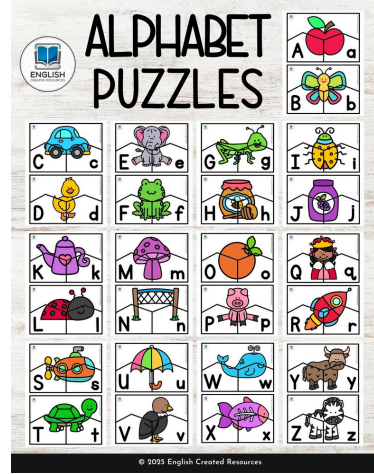 ENGLISH
CREATED RESOURCES
ALPHABET
PUZZLES
A a
B b
C c
E e
G g
I i
D d
F f
H h
J j
K k
M m
O o
Q q
L l
N n
P p
R r
S s
U u
W w
Y y
T t
V v
X x
Z z
© 2025 English Created Resources